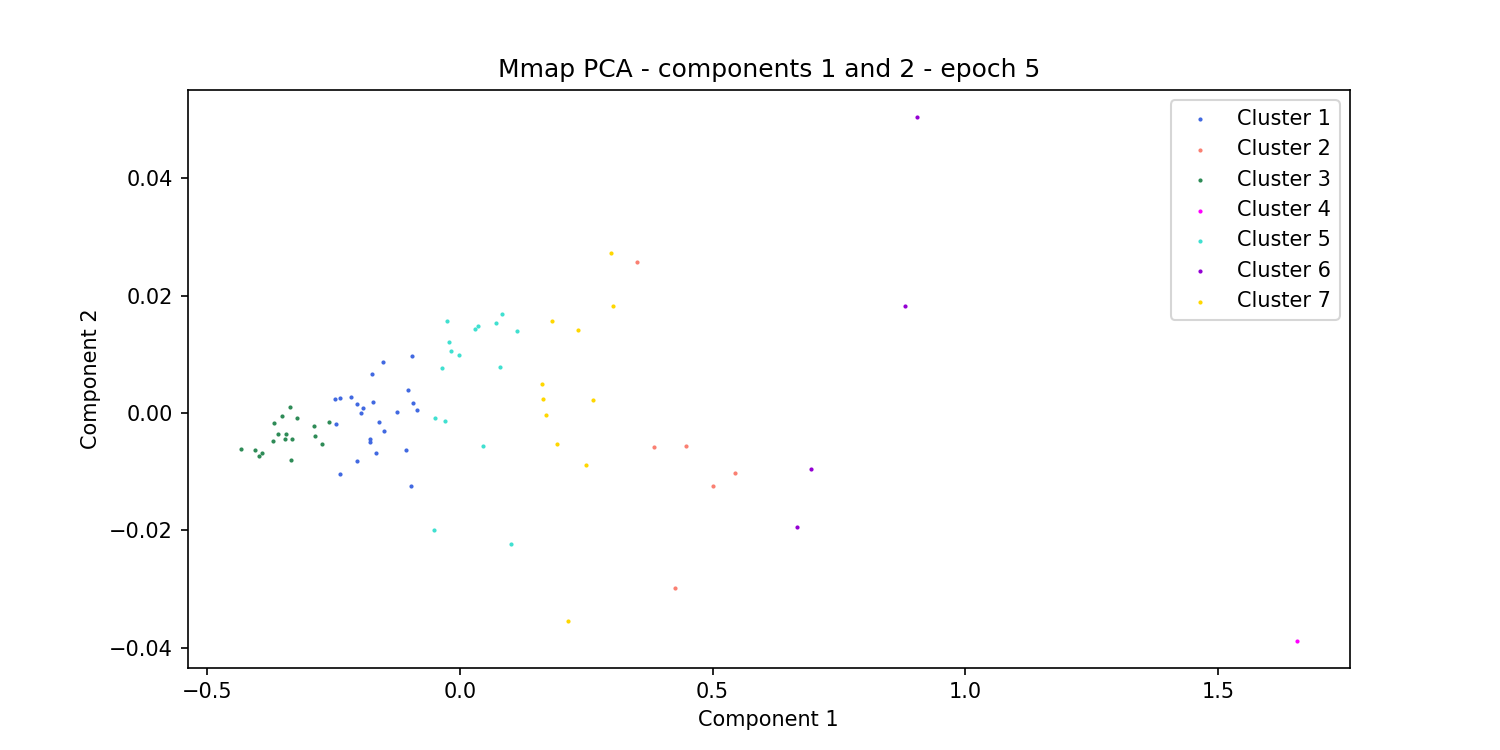 Mmap PCA - components 1 and 2 - epoch 5
Cluster 1
Cluster 2
Cluster 3
Cluster 4
Cluster 5
Cluster 6
Cluster 7
Component 2
0.04
0.02
0.00
−0.02
−0.04
−0.5 0.0 0.5 1.0 1.5
Component 1